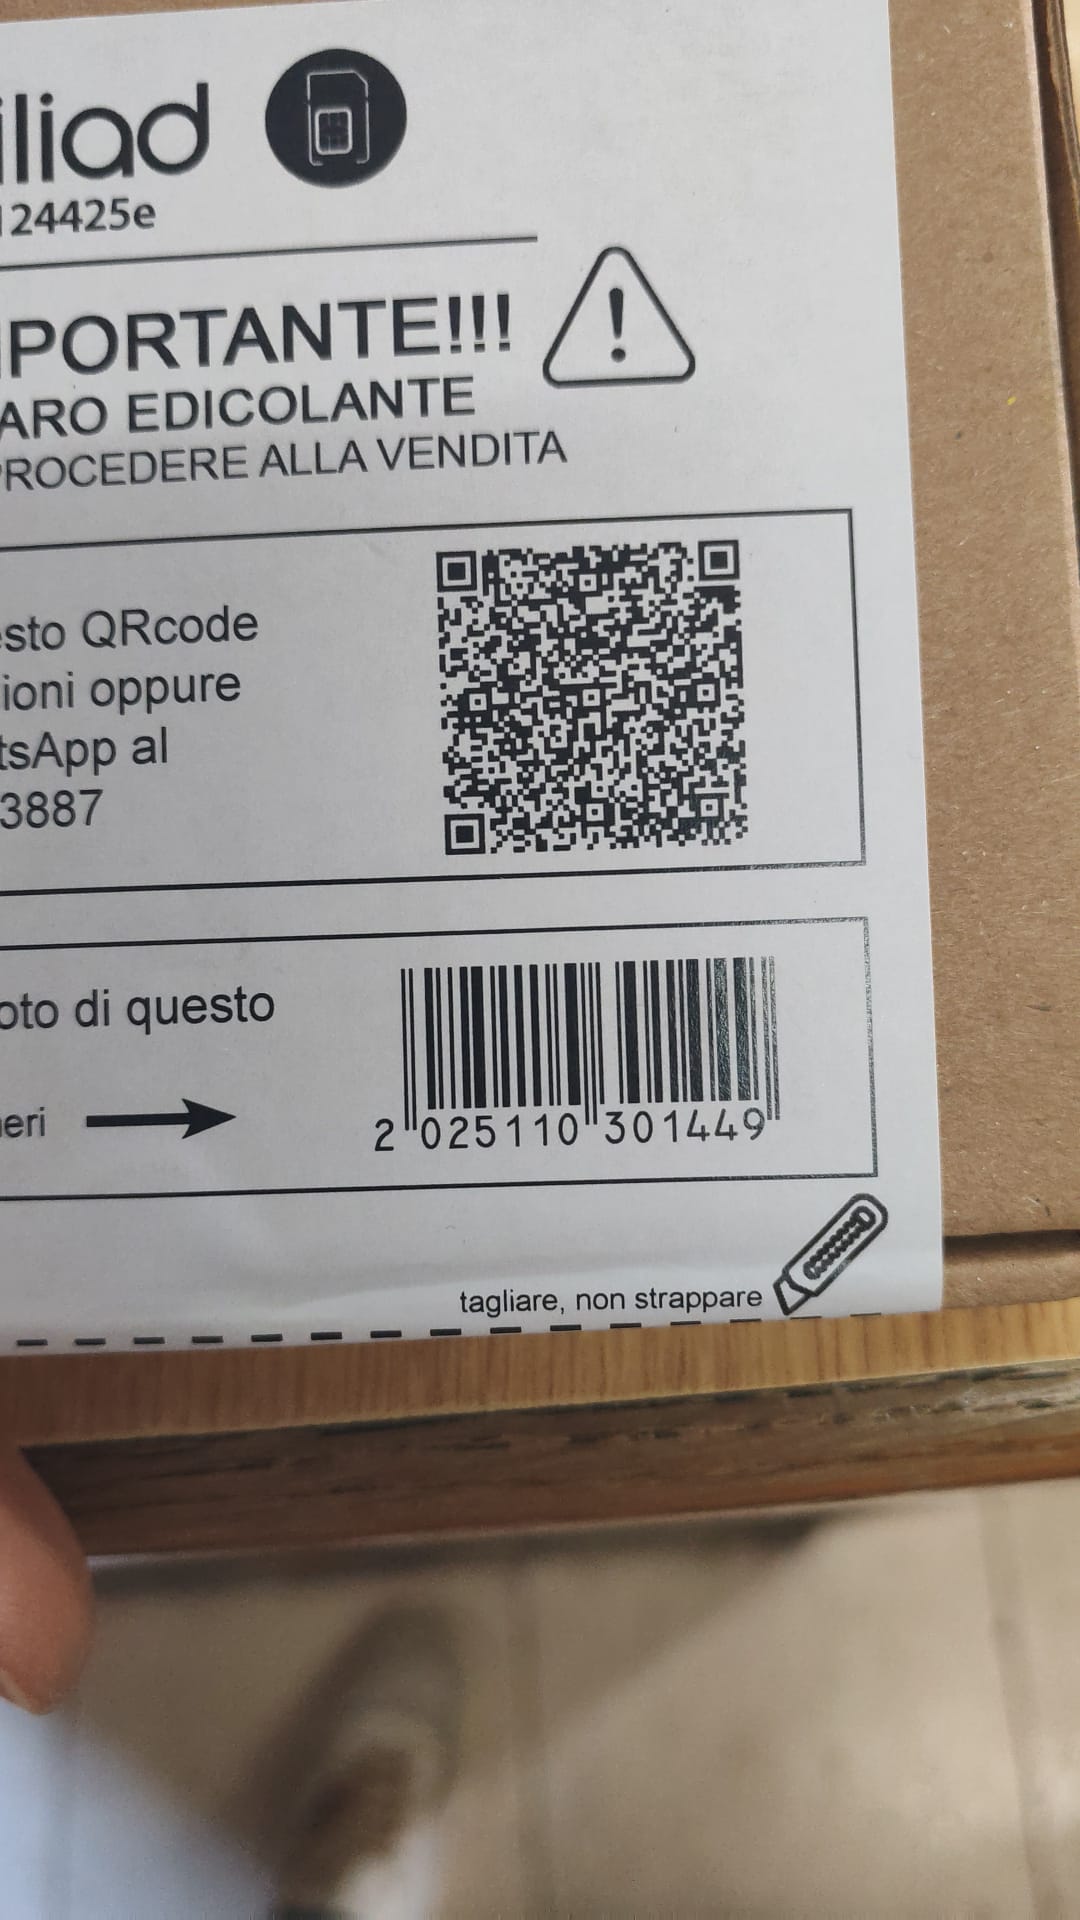 iliad
124425e
PORTANTE!!!
ARO EDICOLANTE
ROCEDERE ALLA VENDITA
sto QRcode
ioni oppure
tsApp al
3887
oto di questo
eri
2 025110 301449
tagliare, non strappare